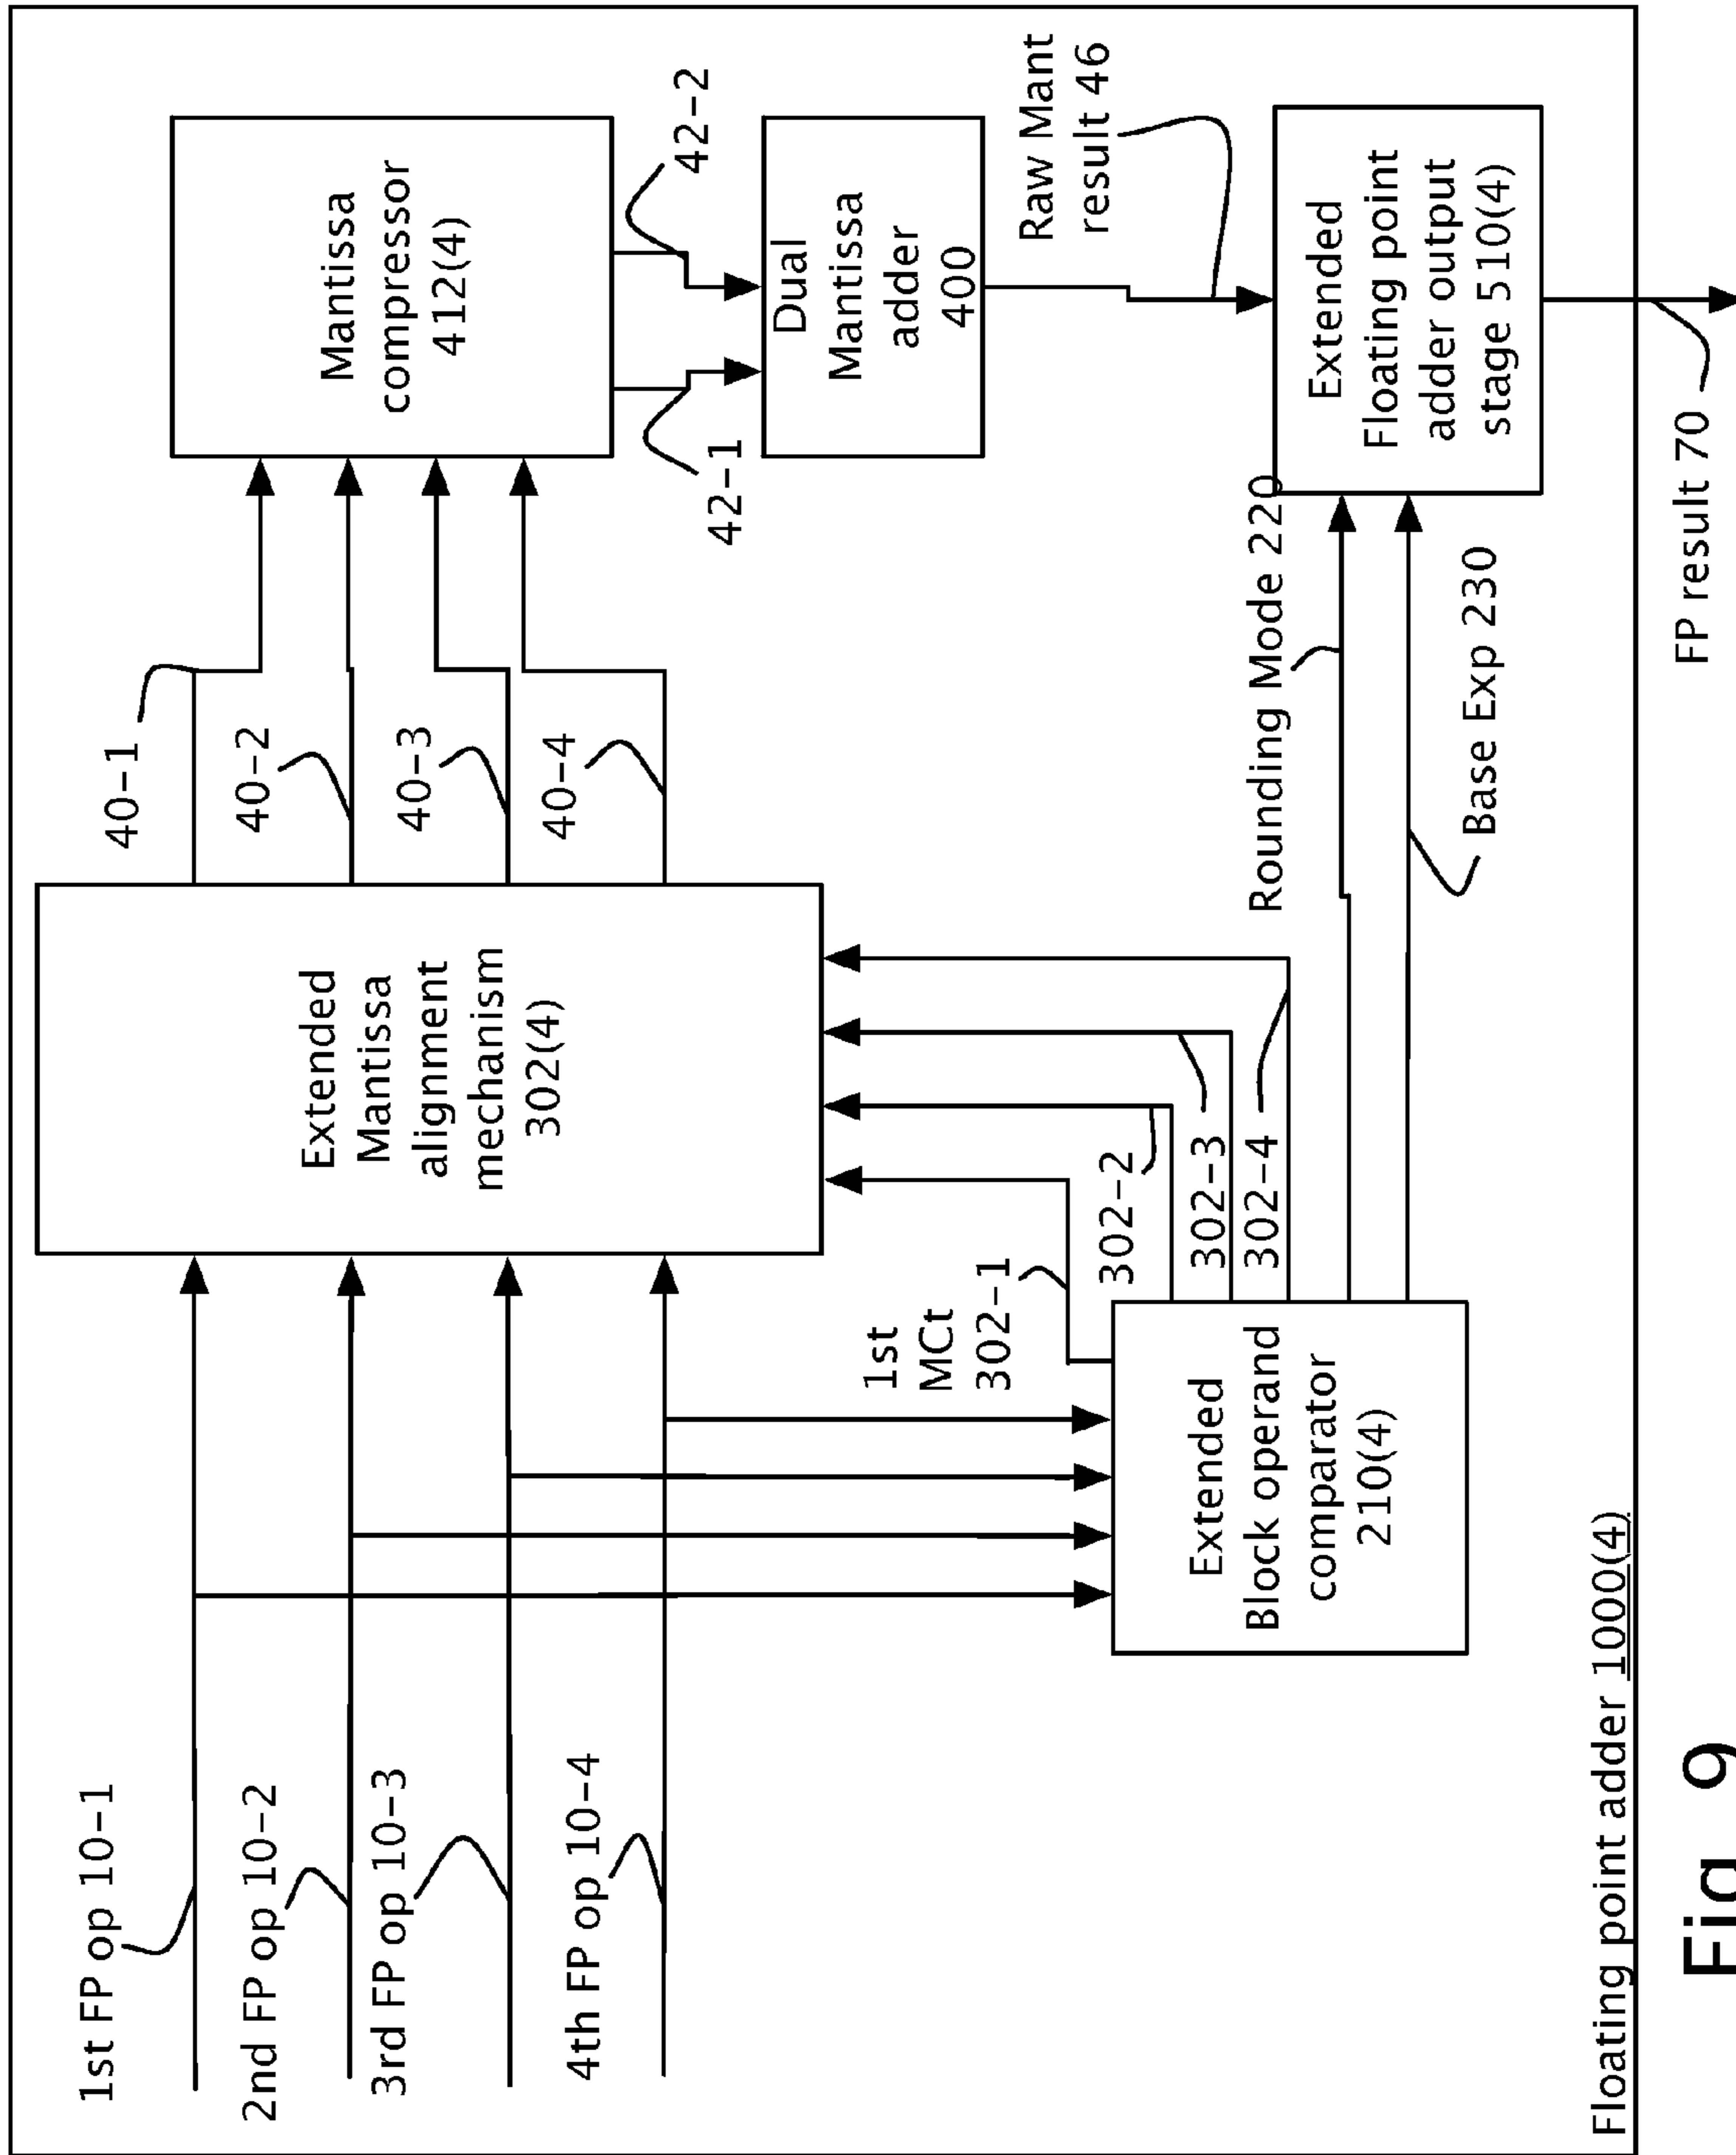 1st FP op 10-1
2nd FP op 10-2
3rd FP op 10-3
4th FP op 10-4
Extended
Mantissa
alignment
mechanism
302(4)
40-1
40-2
40-3
40-4
Mantissa
compressor
412(4)
42-1
42-2
Dual
Mantissa
adder
400
Raw Mant
result 46
1st
MCt
302-1
302-2
302-3
302-4
Extended
Block operand
comparator
210(4)
Rounding Mode 220
Base Exp 230
Extended
Floating point
adder output
stage 510(4)
FP result 70
Floating point adder 1000(4)
Fig 9